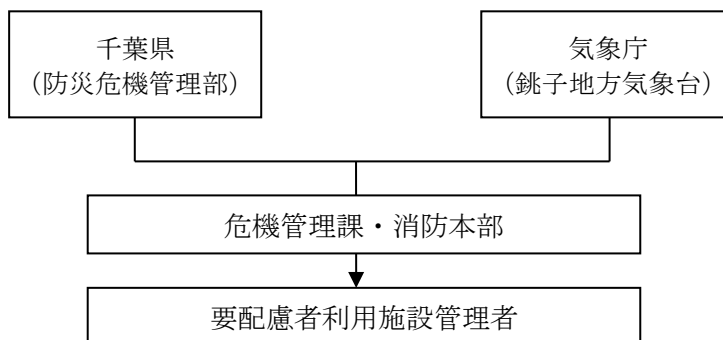 千葉県
（防災危機管理部）
気象庁
（銚子地方気象台）
危機管理課・消防本部
要配慮者利用施設管理者